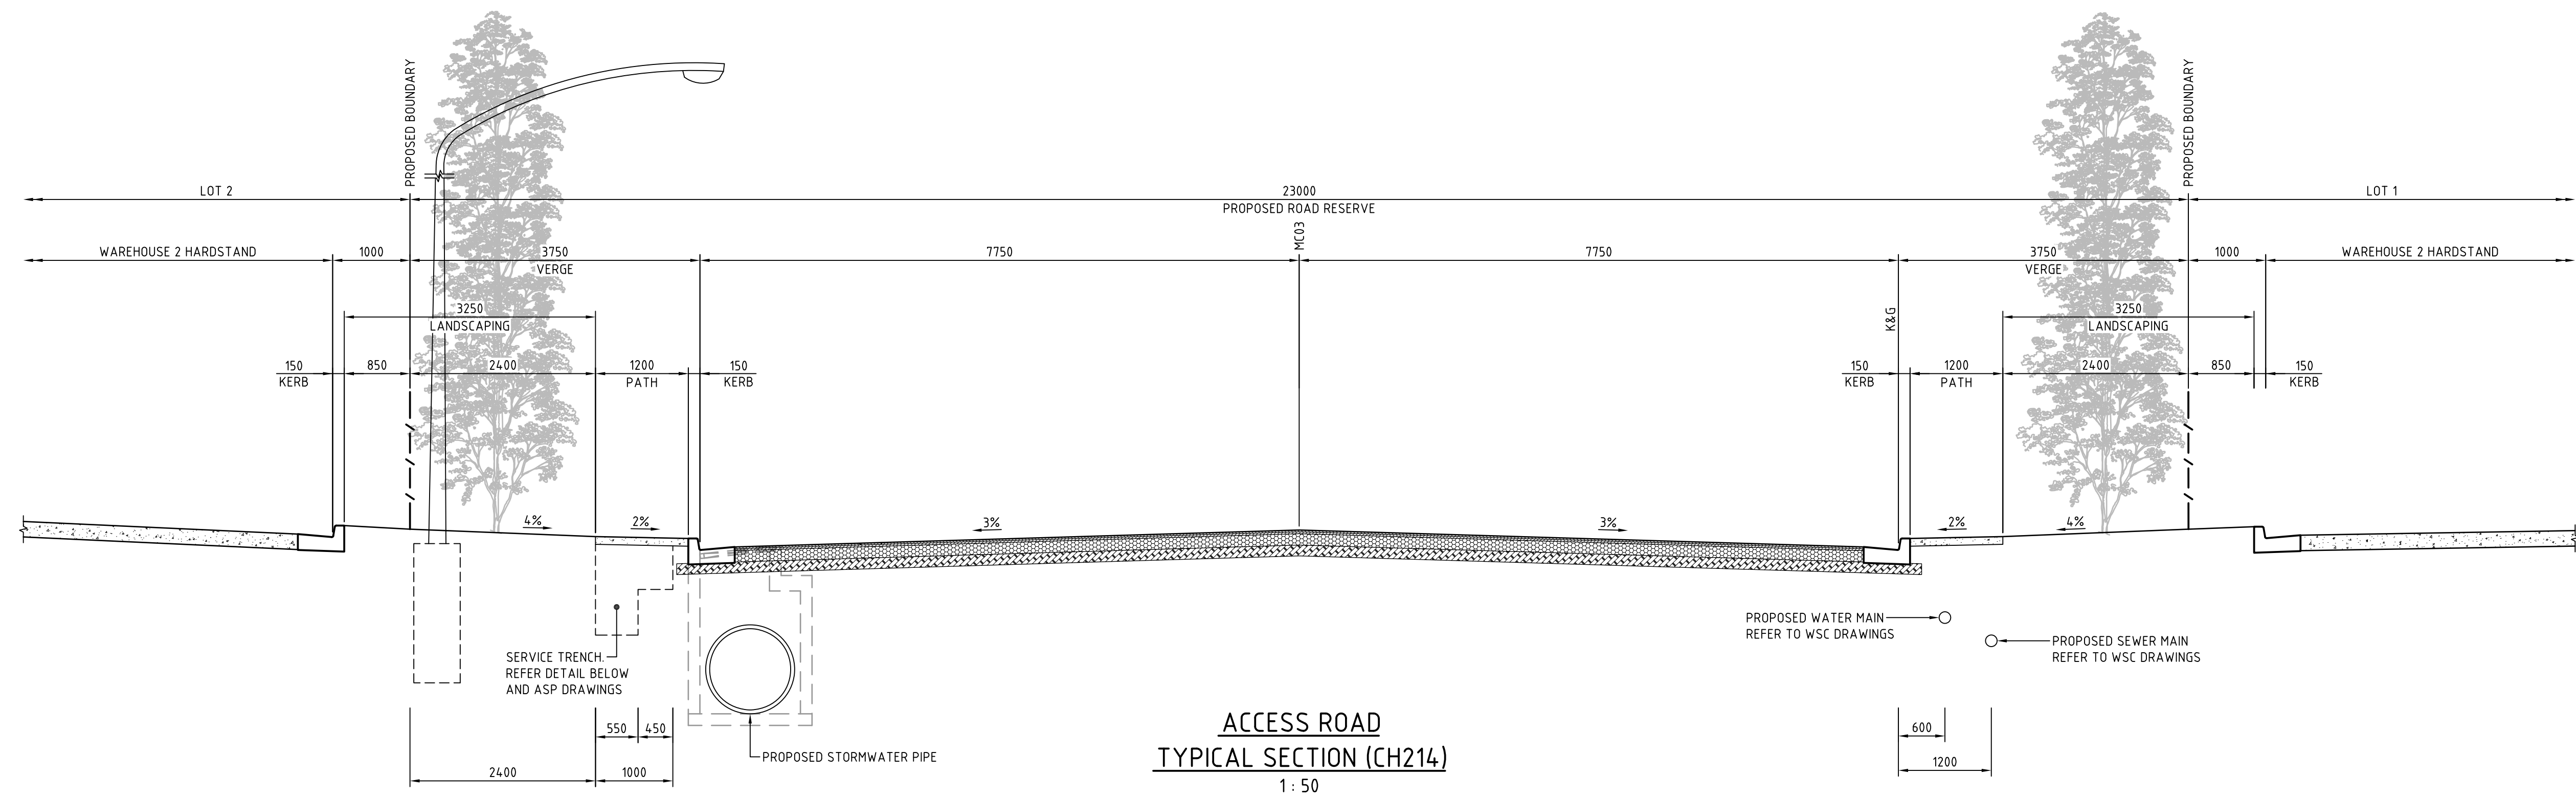 PROPOSED BOUNDARY
PROPOSED BOUNDARY
LOT 2
23000
PROPOSED ROAD RESERVE
LOT 1
MC03
WAREHOUSE 2 HARDSTAND
1000
3750
VERGE
7750
7750
3750
VERGE
1000
WAREHOUSE 2 HARDSTAND
3250
LANDSCAPING
K&G
3250
LANDSCAPING
150
KERB
850
2400
1200
PATH
150
KERB
150
KERB
1200
PATH
2400
850
150
KERB
4%
2%
3%
3%
2%
4%
SERVICE TRENCH.
REFER DETAIL BELOW
AND ASP DRAWINGS
PROPOSED WATER MAIN
REFER TO WSC DRAWINGS
PROPOSED SEWER MAIN
REFER TO WSC DRAWINGS
550
450
2400
1000
PROPOSED STORMWATER PIPE
600
1200
ACCESS ROAD
TYPICAL SECTION (CH214)
1 : 50